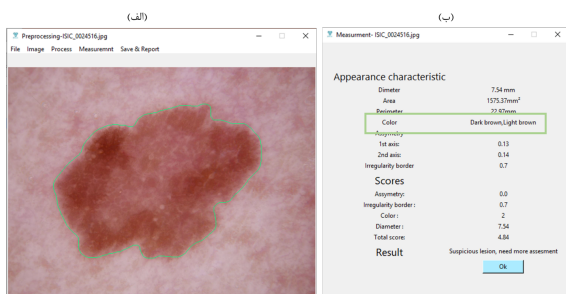 (الف)
Preprocessing-ISIC_0024516.jpg
File Image Process Measuremnt Save & Report
(ب)
Measurment- ISIC_0024516.jpg
Appearance characteristic
Dimeter 7.54 mm
Area 1575.37mm²
Perimeter 22.97mm
Color Dark brown,Light brown
Assymetry
1st axis: 0.13
2nd axis: 0.14
Irregularity border 0.7
Scores
Assymetry: 0.0
Irregularity border : 0.7
Color : 2
Diameter : 7.54
Total score: 4.84
Result Suspicious lesion, need more assesment
Ok